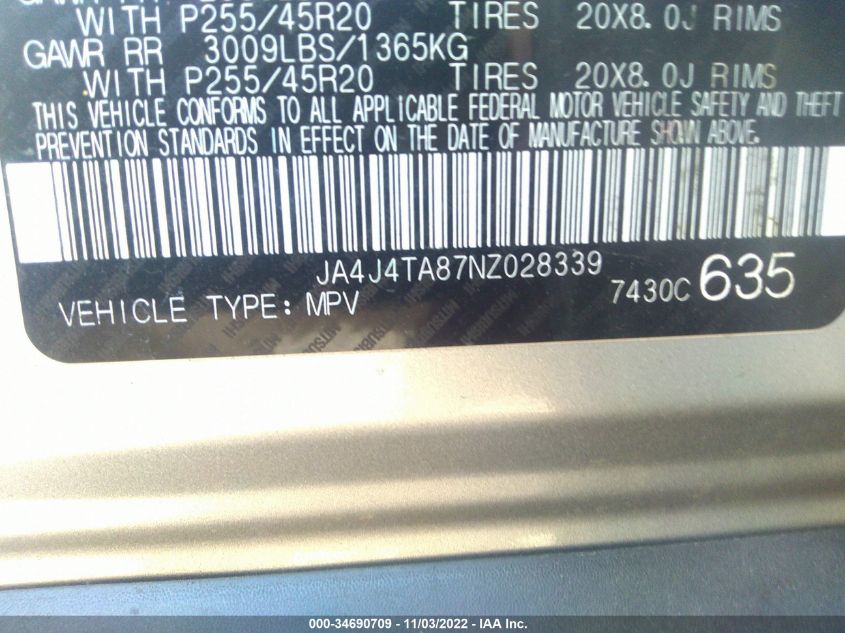 WITH P255/45R20 TIRES 20X8.0J RIMS
GAWR RR 3009LBS/1365KG
WITH P255/45R20 TIRES 20X8.0J RIMS
THIS VEHICLE CONFORMS TO ALL APPLICABLE FEDERAL MOTOR VEHICLE SAFETY AND THEFT
PREVENTION STANDARDS IN EFFECT ON THE DATE OF MANUFACTURE SHOWN ABOVE.
JA4J4TA87NZ028339
7430C 635
VEHICLE TYPE: MPV
000-34690709 - 11/03/2022 - IAA Inc.